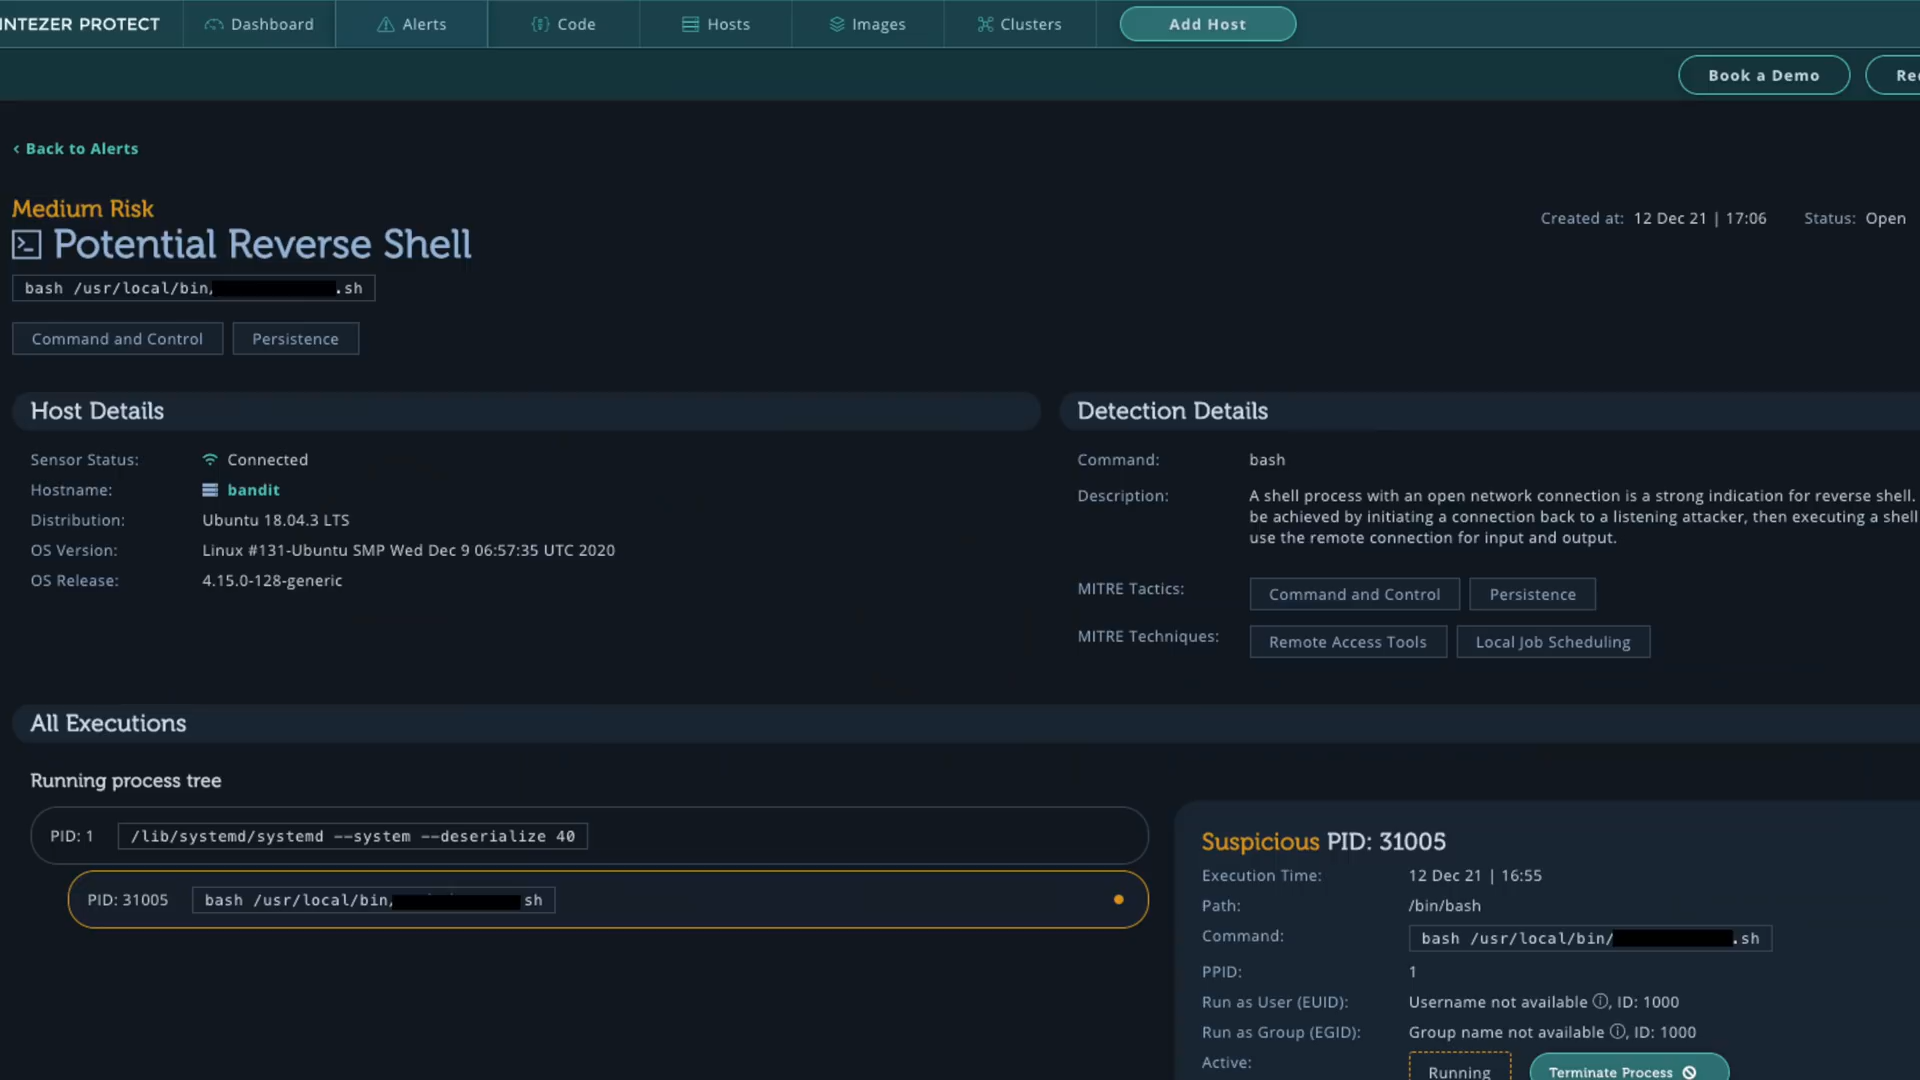 INTEZER PROTECT Dashboard Alerts Code Hosts Images Clusters Add Host
Book a Demo
< Back to Alerts
Medium Risk
Created at: 12 Dec 21 | 17:06 Status: Open
Potential Reverse Shell
bash /usr/local/bin/ .sh
Command and Control Persistence
Host Details
Sensor Status: Connected
Hostname: bandit
Distribution: Ubuntu 18.04.3 LTS
OS Version: Linux #131-Ubuntu SMP Wed Dec 9 06:57:35 UTC 2020
OS Release: 4.15.0-128-generic
Detection Details
Command: bash
Description: A shell process with an open network connection is a strong indication for reverse shell.
be achieved by initiating a connection back to a listening attacker, then executing a shell
use the remote connection for input and output.
MITRE Tactics: Command and Control Persistence
MITRE Techniques: Remote Access Tools Local Job Scheduling
All Executions
Running process tree
PID: 1 /lib/systemd/systemd --system --deserialize 40
PID: 31005 bash /usr/local/bin/ sh
Suspicious PID: 31005
Execution Time: 12 Dec 21 | 16:55
Path: /bin/bash
Command: bash /usr/local/bin/ .sh
PPID: 1
Run as User (EUID): Username not available, ID: 1000
Run as Group (EGID): Group name not available, ID: 1000
Active: Running Terminate Process